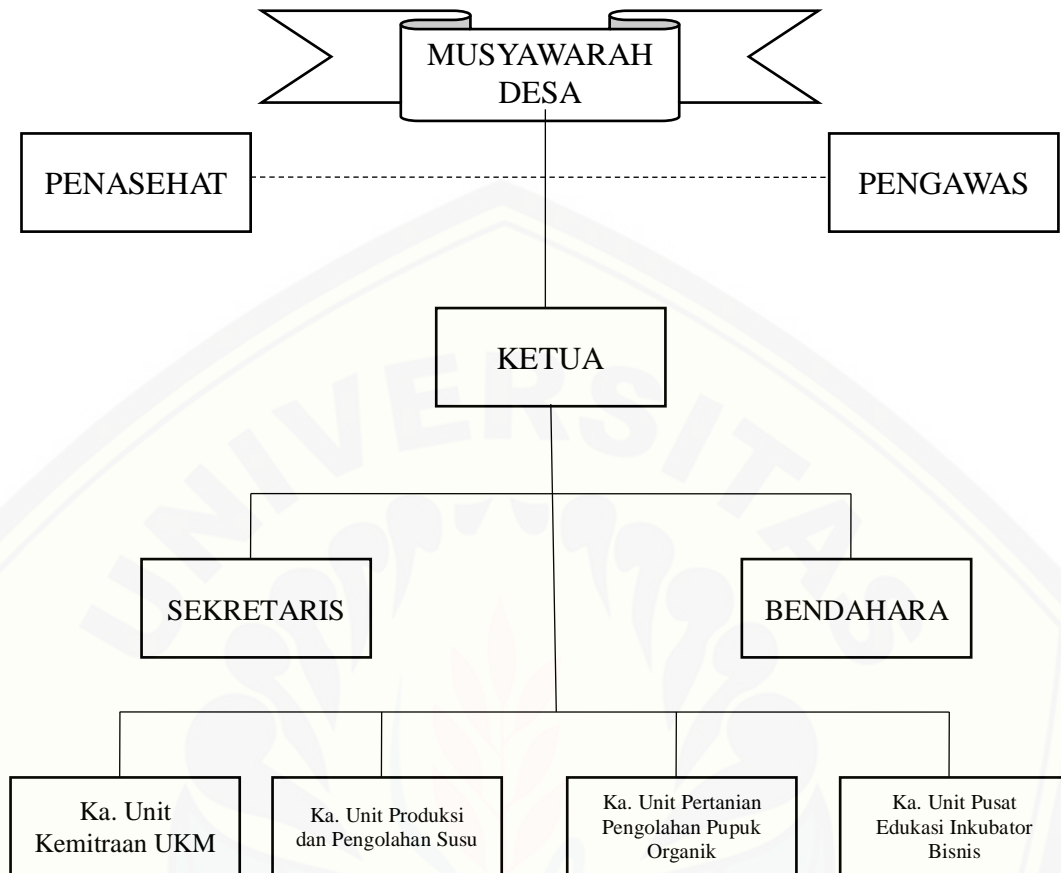 MUSYAWARAH
DESA
PENASEHAT
PENGAWAS
KETUA
UNIVERSITAS
SEKRETARIS
BENDAHARA
Ka. Unit
Kemitraan UKM
Ka. Unit Produksi
dan Pengolahan Susu
Ka. Unit Pertanian
Pengolahan Pupuk
Organik
Ka. Unit Pusat
Edukasi Inkubator
Bisnis